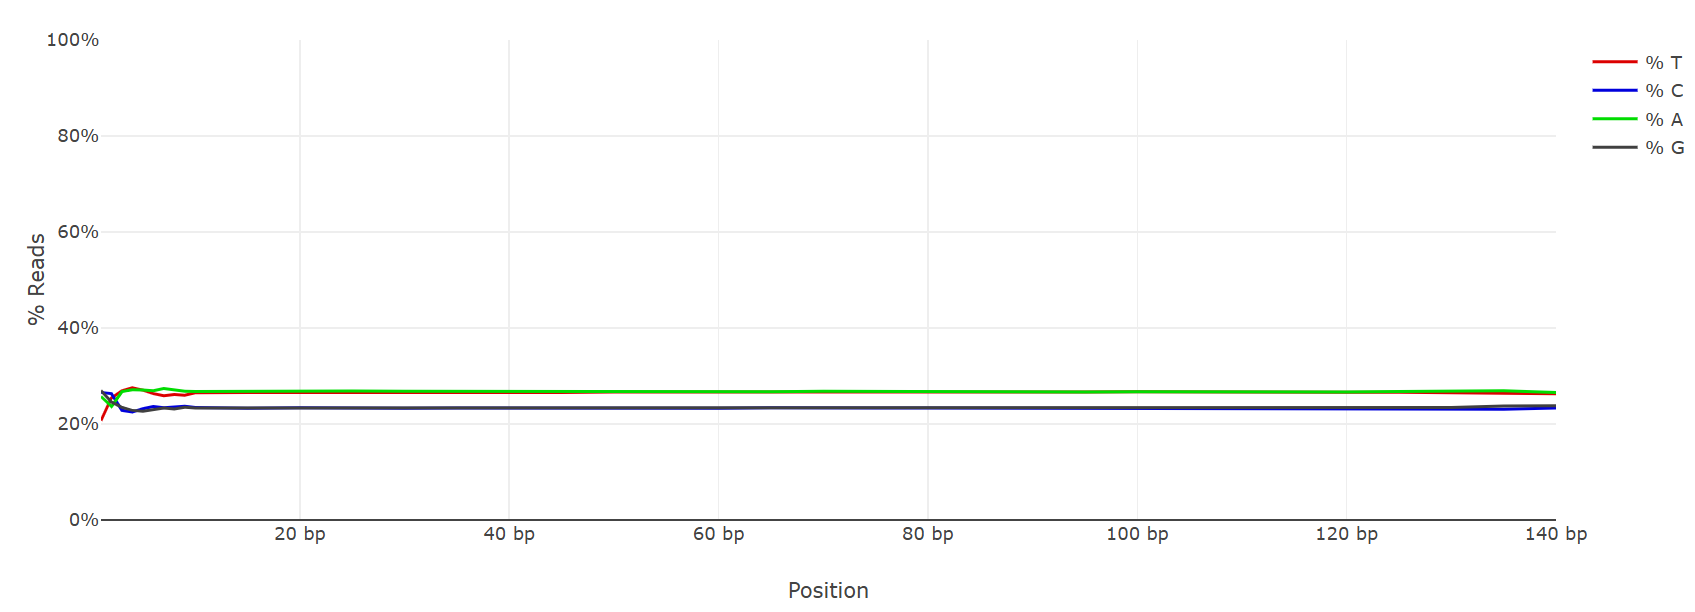 100%
80%
60%
40%
20%
0%
% Reads
20 bp
40 bp
60 bp
80 bp
100 bp
120 bp
140 bp
Position
% T
% C
% A
% G